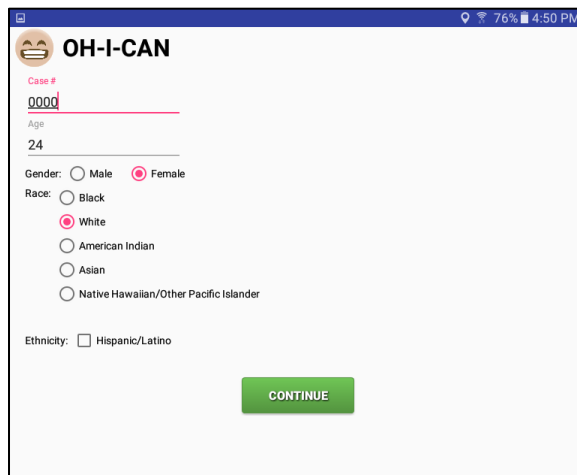 76% 4:50 PM
OH-I-CAN
Case #
0000
Age
24
Gender: Male Female
Race: Black
White
American Indian
Asian
Native Hawaiian/Other Pacific Islander
Ethnicity: Hispanic/Latino
CONTINUE